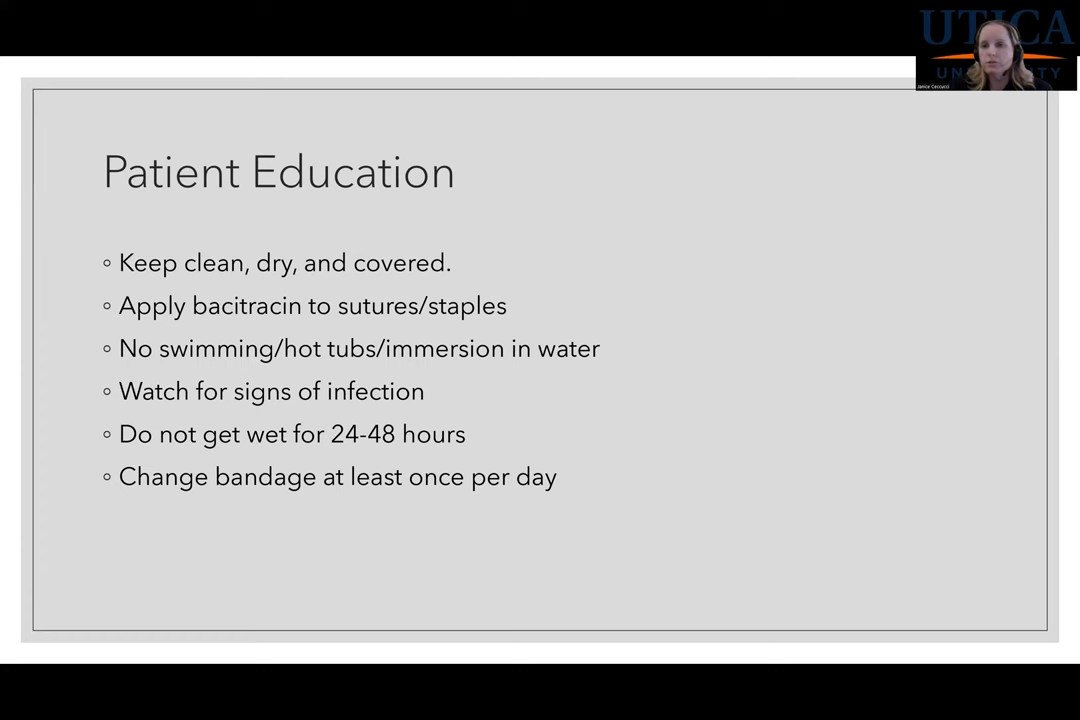 UTICA
UNIVERSITY
Janice Ceccucci
Patient Education
◦ Keep clean, dry, and covered.
◦ Apply bacitracin to sutures/staples
◦ No swimming/hot tubs/immersion in water
◦ Watch for signs of infection
◦ Do not get wet for 24-48 hours
◦ Change bandage at least once per day